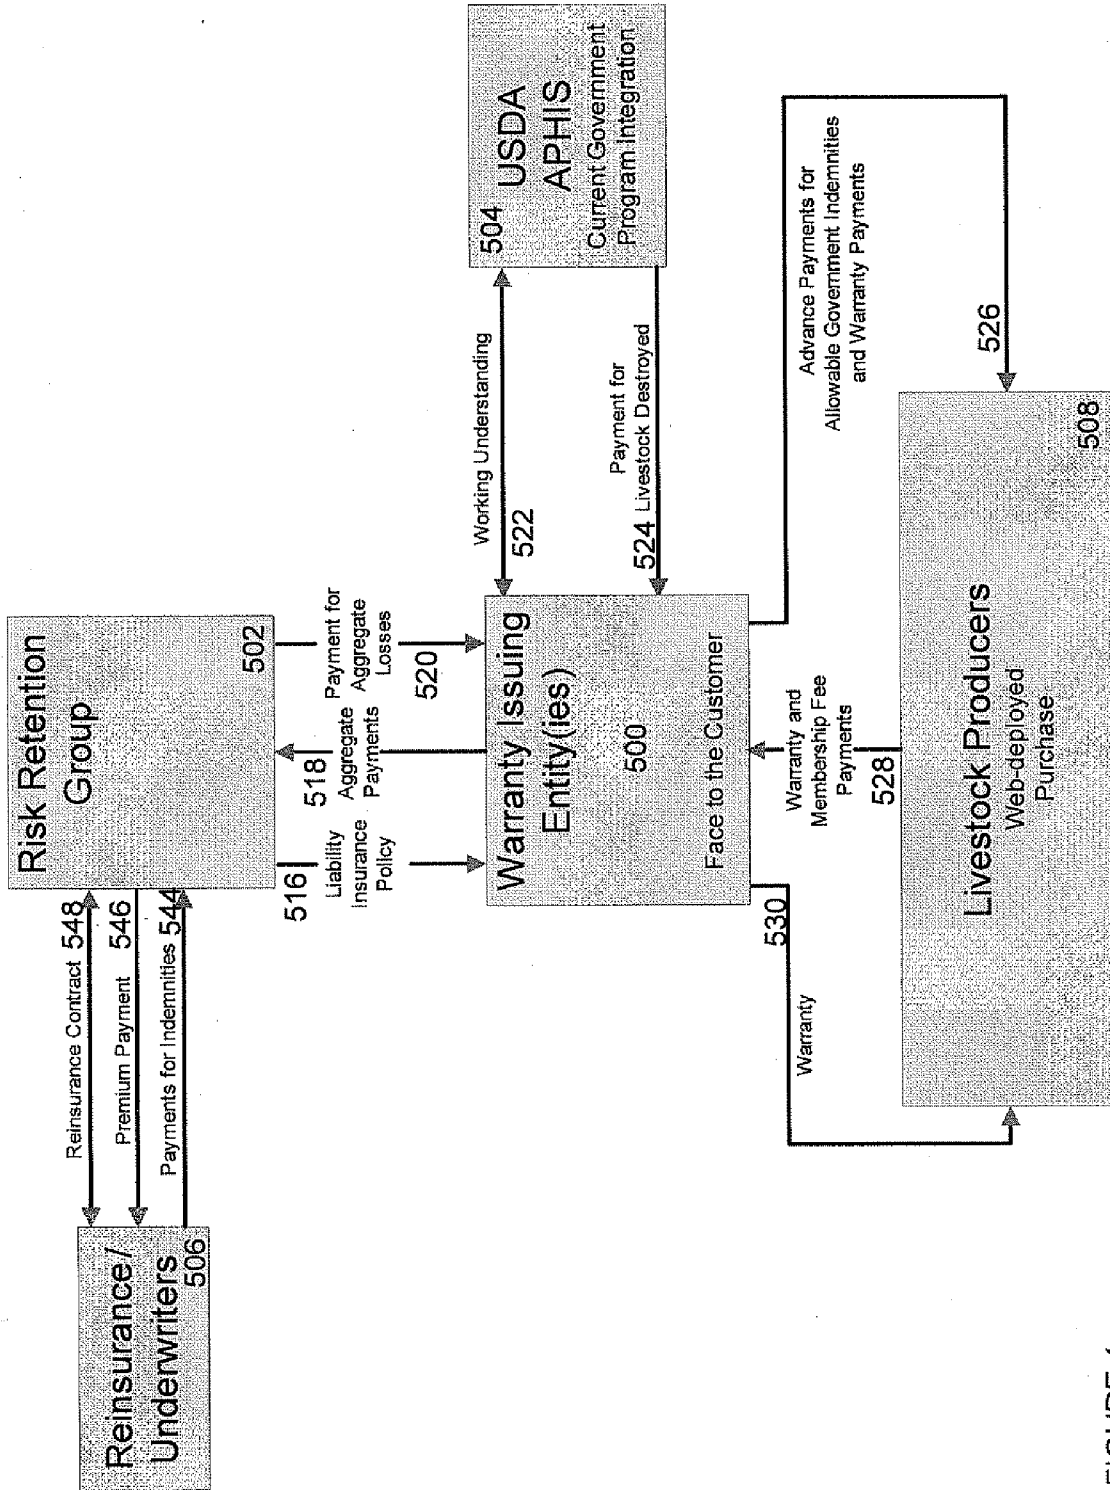 Reinsurance/
Underwriters
506
Reinsurance Contract 548
Premium Payment 546
Payments for Indemnities 544
Risk Retention
Group
502
516
Liability
Insurance
Policy
518
Aggregate
Payments
Payment for
Aggregate
Losses
520
Warranty Issuing
Entity(ies)
500
Face to the Customer
Working Understanding
522
Payment for
524 Livestock Destroyed
504
USDA
APHIS
Current Government
Program Integration
530
Warranty
Warranty and
Membership Fee
Payments
528
Advance Payments for
Allowable Government Indemnities
and Warranty Payments
526
Livestock Producers
Web-deployed
Purchase
508
FIGURE